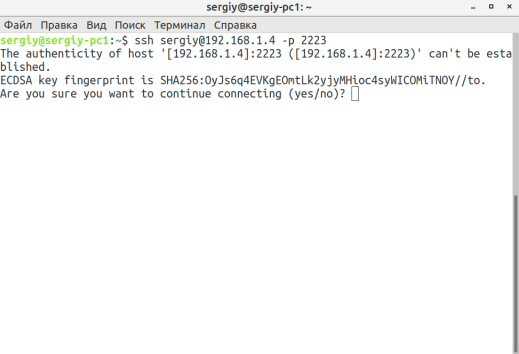 sergiy@sergiy-pc1: ~
Файл Правка Вид Поиск Терминал Справка
sergiy@sergiy-pc1:~$ ssh sergiy@192.168.1.4 -p 2223
The authenticity of host '[192.168.1.4]:2223 ([192.168.1.4]:2223)' can't be esta
blished.
ECDSA key fingerprint is SHA256:OyJs6q4EVKgEOmtLk2yjyMHioc4syWICOMiTNOY//to.
Are you sure you want to continue connecting (yes/no)?